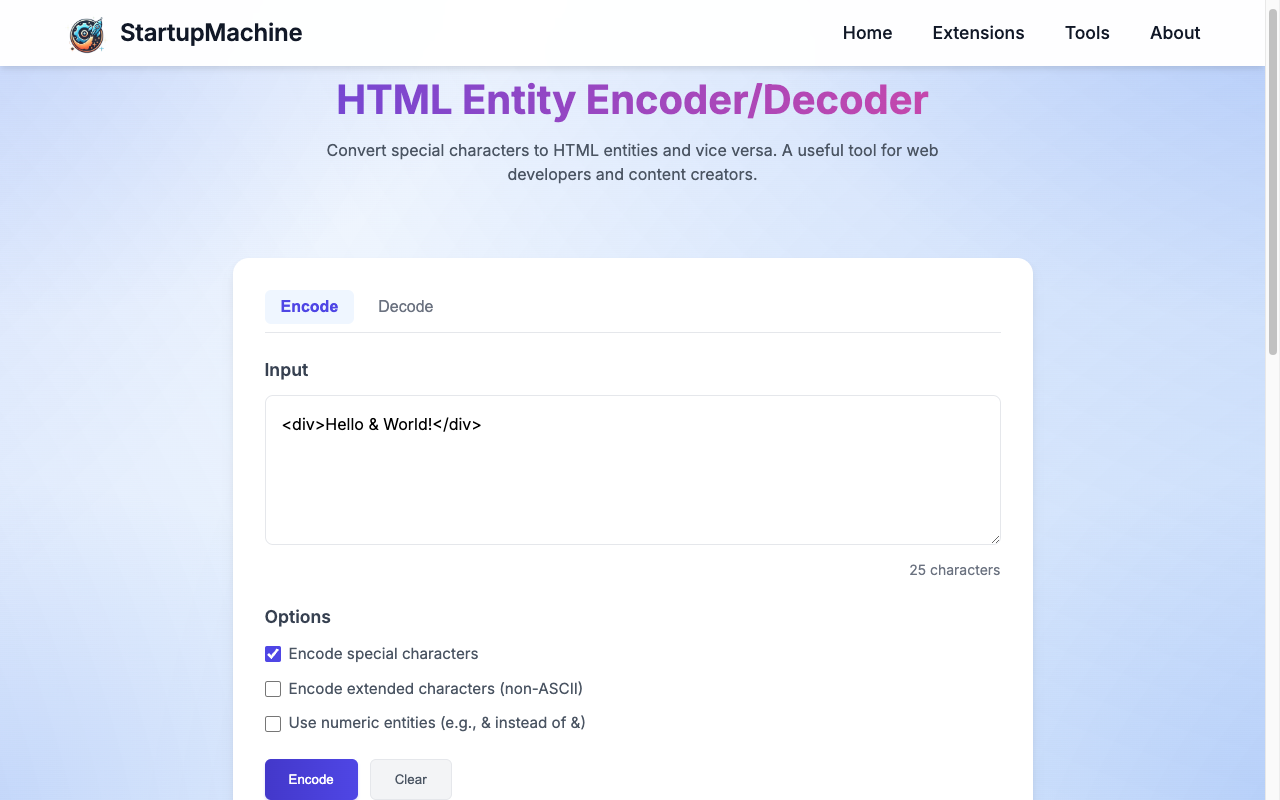 StartupMachine
Home
Extensions
Tools
About
HTML Entity Encoder/Decoder
Convert special characters to HTML entities and vice versa. A useful tool for web
developers and content creators.
Encode
Decode
Input
<div>Hello & World!</div>
25 characters
Options
Encode special characters
Encode extended characters (non-ASCII)
Use numeric entities (e.g., & instead of &)
Encode
Clear